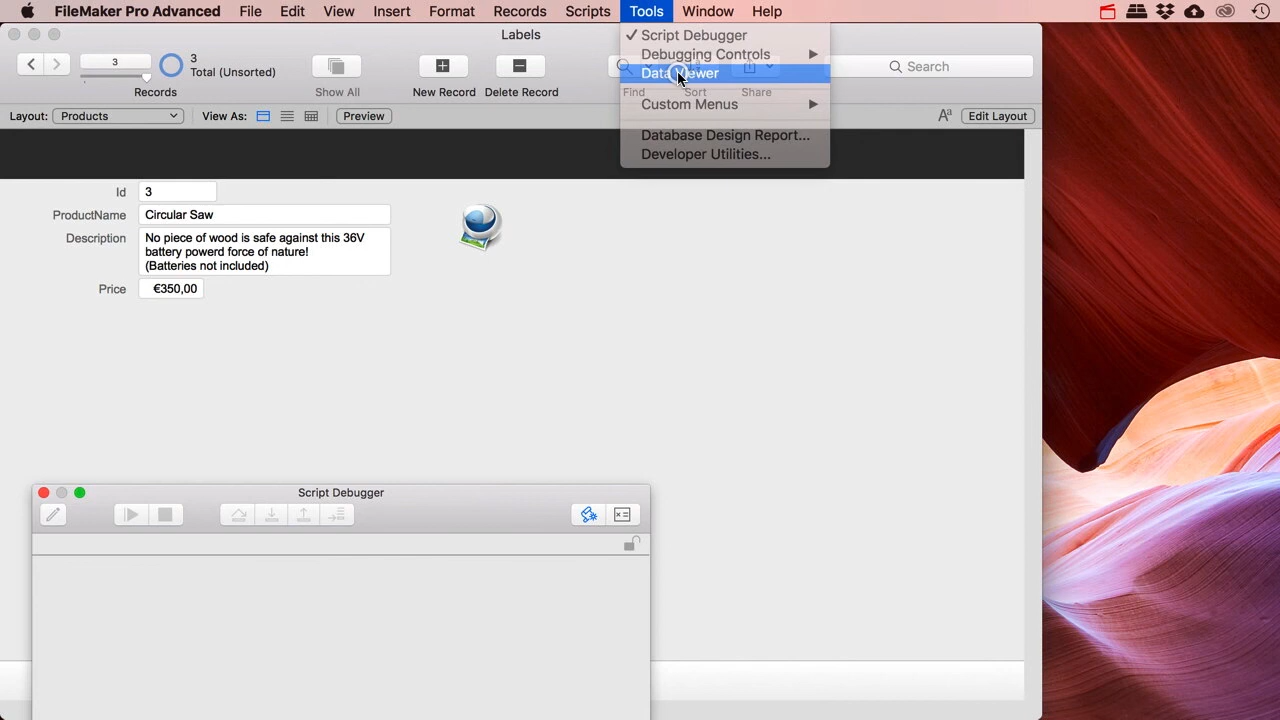 FileMaker Pro Advanced File Edit View Insert Format Records Scripts Tools Window Help
Labels
3
3
Total (Unsorted)
Records
Show All
New Record
Delete Record
Find
Sort
Share
Search
Script Debugger
Debugging Controls
Data Viewer
Custom Menus
Database Design Report...
Developer Utilities...
Layout: Products
View As:
Preview
Aa
Edit Layout
Id 3
ProductName Circular Saw
Description No piece of wood is safe against this 36V
battery powerd force of nature!
(Batteries not included)
Price €350,00
Script Debugger